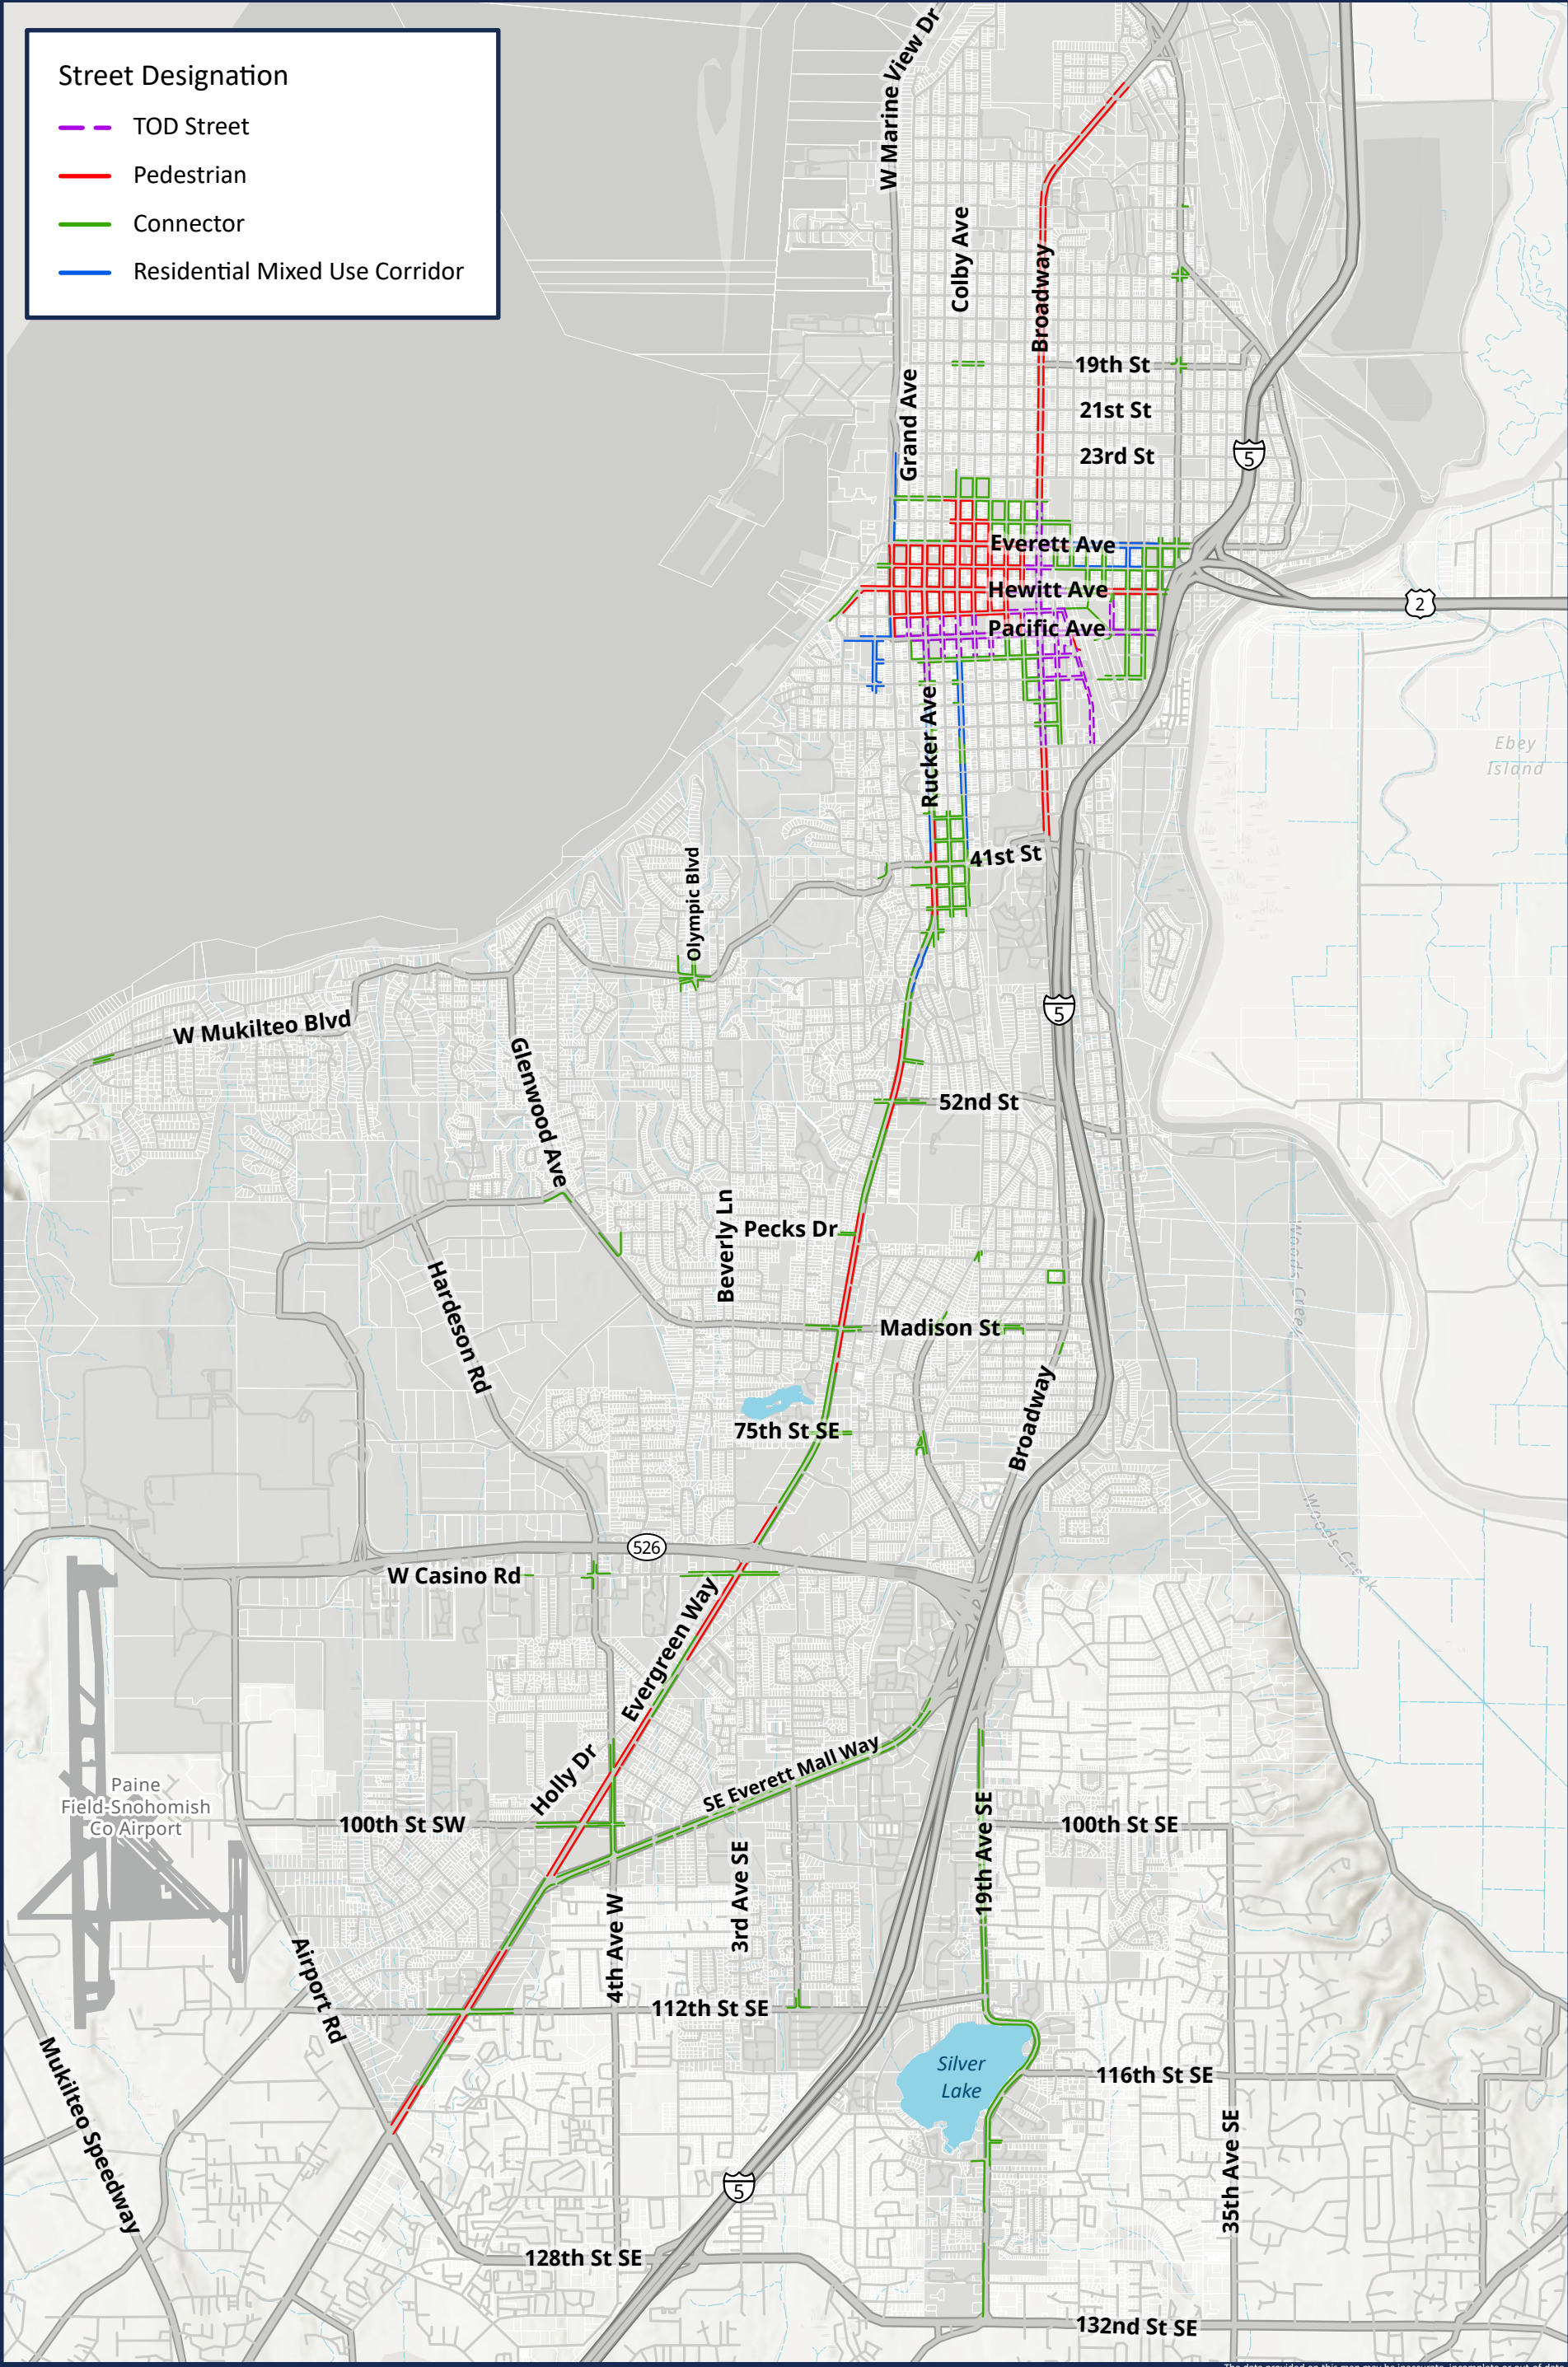 Street Designation
TOD Street
Pedestrian
Connector
Residential Mixed Use Corridor
W Marine View Dr
Colby Ave
Broadway
19th St
Grand Ave
21st St
23rd St
5
Everett Ave
Hewitt Ave
2
Pacific Ave
Rucker Ave
Ebey
Island
41st St
Olympic Blvd
5
W Mukilteo Blvd
Glenwood Ave
52nd St
Beverly Ln
Pecks Dr
Woods Creek
Hardeson Rd
Madison St
Broadway
75th St SE
Woods Creek
526
W Casino Rd
Evergreen Way
Holly Dr
SE Everett Mall Way
Paine
Field-Snohomish
Co Airport
100th St SW
19th Ave SE
100th St SE
3rd Ave SE
4th Ave W
Airport Rd
112th St SE
Silver
Lake
116th St SE
Mukilteo Speedway
35th Ave SE
5
128th St SE
132nd St SE